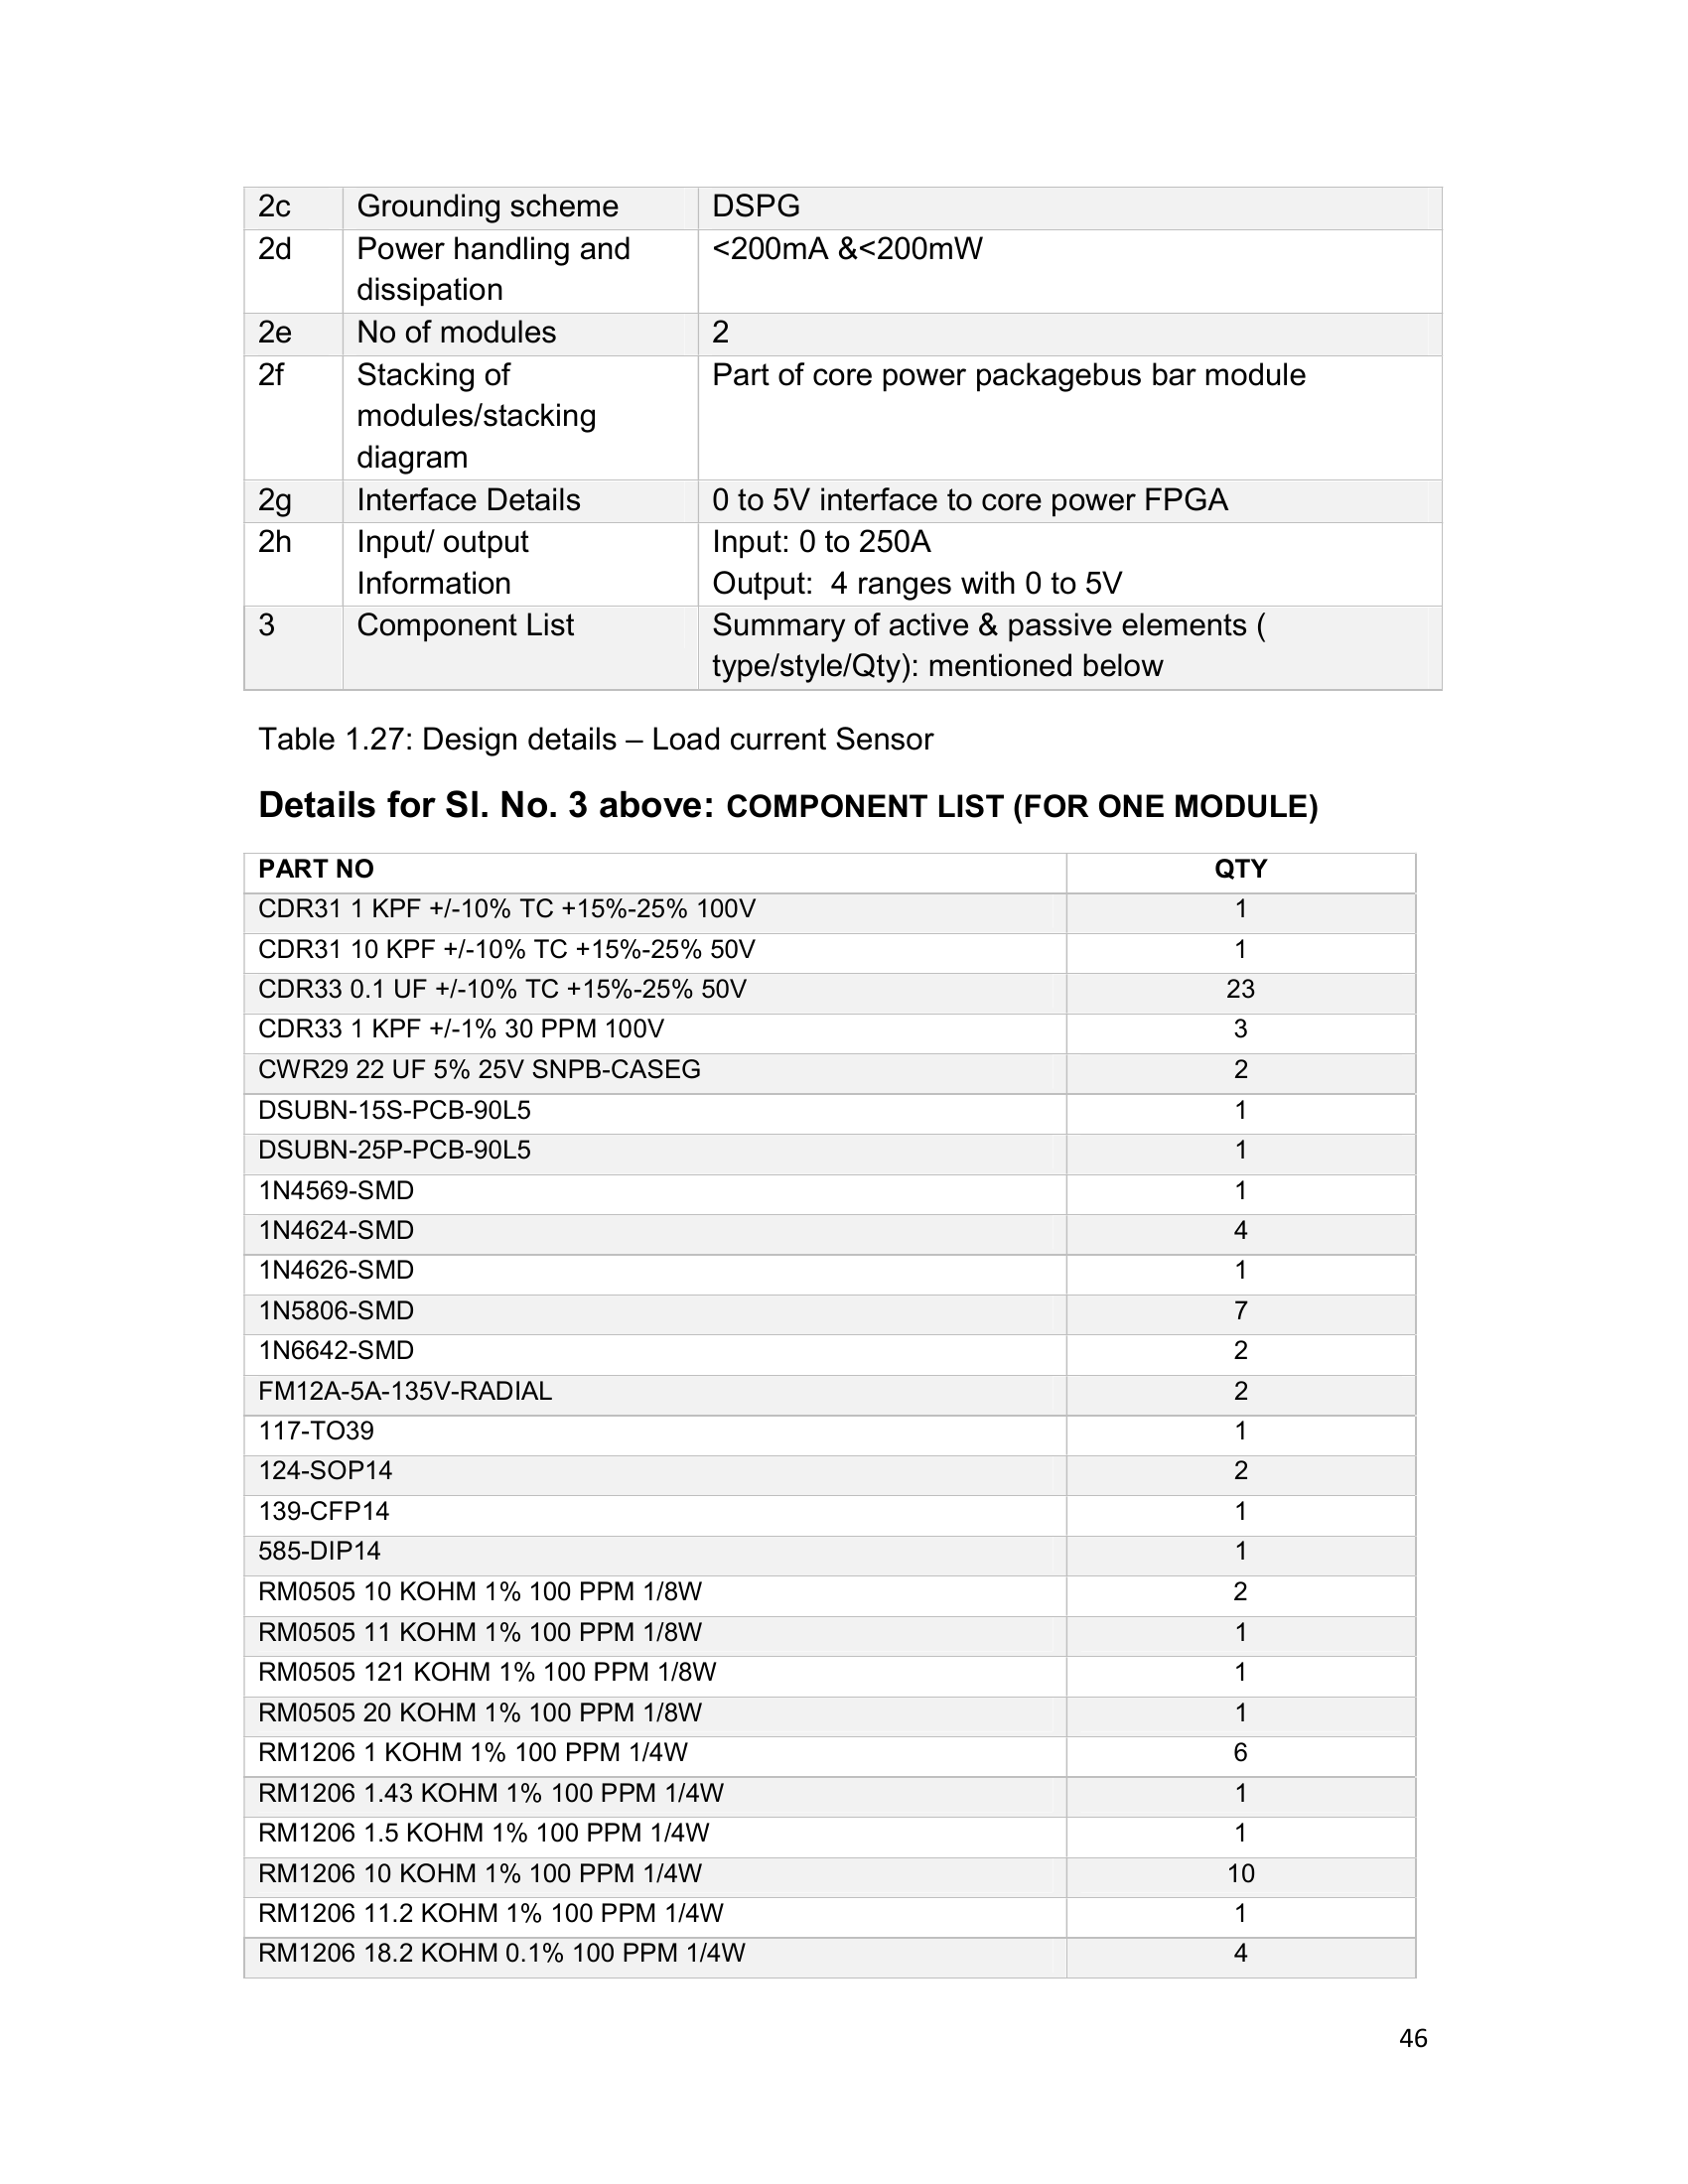 2c Grounding scheme DSPG
2d Power handling and <200mA &<200mW
dissipation
2e No of modules 2
2f Stacking of Part of core power packagebus bar module
modules/stacking
diagram
2g Interface Details 0 to 5V interface to core power FPGA
2h Input/ output Input: 0 to 250A
Information Output:  4 ranges with 0 to 5V
3 Component List Summary of active & passive elements (
type/style/Qty): mentioned below
Table 1.27: Design details – Load current Sensor
Details for Sl. No. 3 above: COMPONENT LIST (FOR ONE MODULE)
PART NO QTY
CDR31 1 KPF +/-10% TC +15%-25% 100V 1
CDR31 10 KPF +/-10% TC +15%-25% 50V 1
CDR33 0.1 UF +/-10% TC +15%-25% 50V 23
CDR33 1 KPF +/-1% 30 PPM 100V 3
CWR29 22 UF 5% 25V SNPB-CASEG 2
DSUBN-15S-PCB-90L5 1
DSUBN-25P-PCB-90L5 1
1N4569-SMD 1
1N4624-SMD 4
1N4626-SMD 1
1N5806-SMD 7
1N6642-SMD 2
FM12A-5A-135V-RADIAL 2
117-TO39 1
124-SOP14 2
139-CFP14 1
585-DIP14 1
RM0505 10 KOHM 1% 100 PPM 1/8W 2
RM0505 11 KOHM 1% 100 PPM 1/8W 1
RM0505 121 KOHM 1% 100 PPM 1/8W 1
RM0505 20 KOHM 1% 100 PPM 1/8W 1
RM1206 1 KOHM 1% 100 PPM 1/4W 6
RM1206 1.43 KOHM 1% 100 PPM 1/4W 1
RM1206 1.5 KOHM 1% 100 PPM 1/4W 1
RM1206 10 KOHM 1% 100 PPM 1/4W 10
RM1206 11.2 KOHM 1% 100 PPM 1/4W 1
RM1206 18.2 KOHM 0.1% 100 PPM 1/4W 4
46